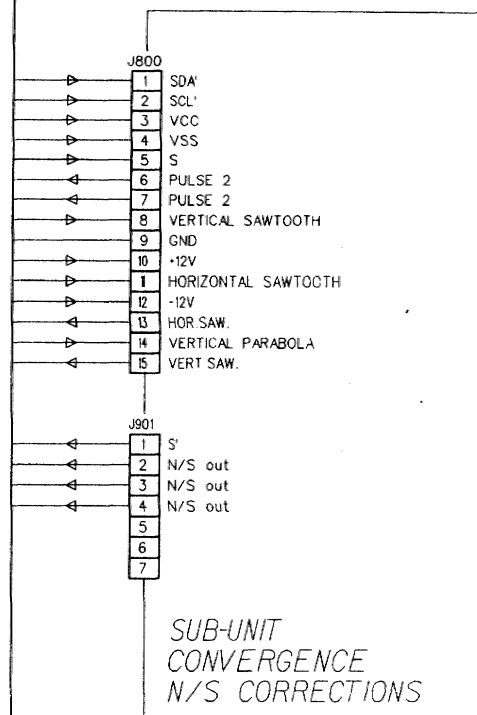 J800
1 SDA'
2 SCL'
3 VCC
4 VSS
5 S
6 PULSE 2
7 PULSE 2
8 VERTICAL SAWTOOTH
9 GND
10 +12V
1 HORIZONTAL SAWTOCTH
12 -12V
13 HOR.SAW.
14 VERTICAL PARABOLA
15 VERT SAW.
J901
1 S'
2 N/S out
3 N/S out
4 N/S out
5
6
7
SUB-UNIT
CONVERGENCE
N/S CORRECTIONS